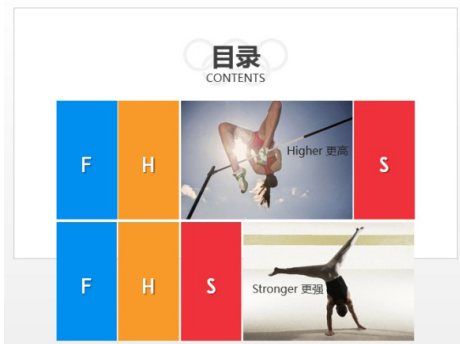 目录
CONTENTS
F H Higher 更高 S
F H S Stronger 更强